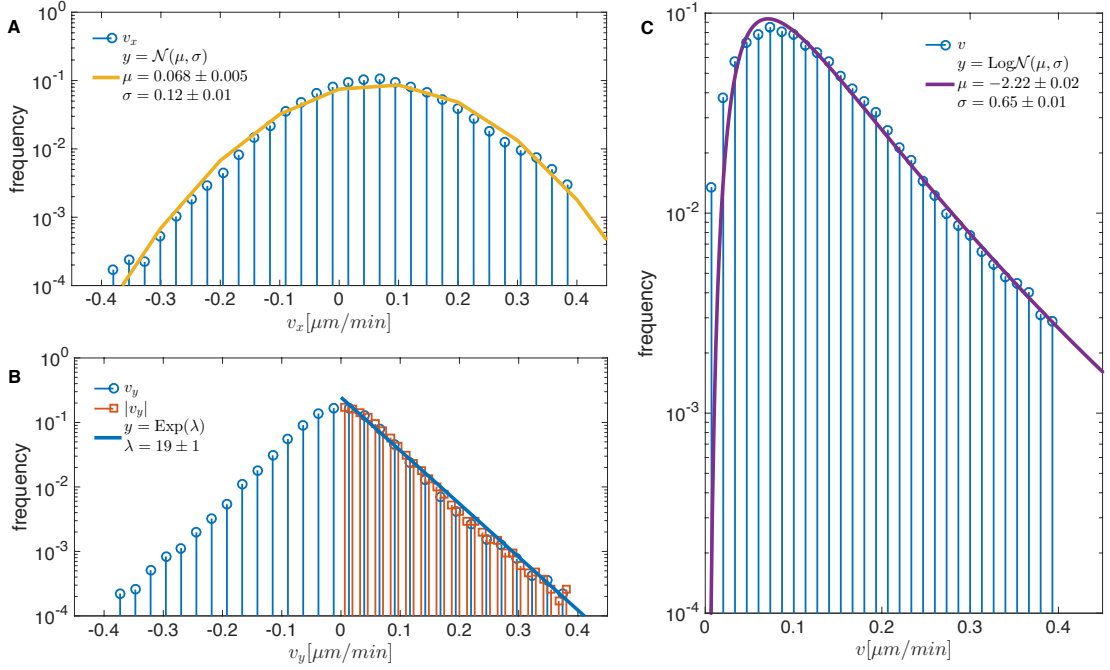 A
10^0
10^-1
10^-2
10^-3
10^-4
frequency
v_x
y = N(μ, σ)
μ = 0.068 ± 0.005
σ = 0.12 ± 0.01
-0.4 -0.3 -0.2 -0.1 0 0.1 0.2 0.3 0.4
v_x[μm/min]
B
10^0
10^-1
10^-2
10^-3
10^-4
frequency
v_y
|v_y|
y = Exp(λ)
λ = 19 ± 1
-0.4 -0.3 -0.2 -0.1 0 0.1 0.2 0.3 0.4
v_y[μm/min]
C
10^-1
10^-2
10^-3
10^-4
frequency
v
y = LogN(μ, σ)
μ = −2.22 ± 0.02
σ = 0.65 ± 0.01
0 0.1 0.2 0.3 0.4
v[μm/min]